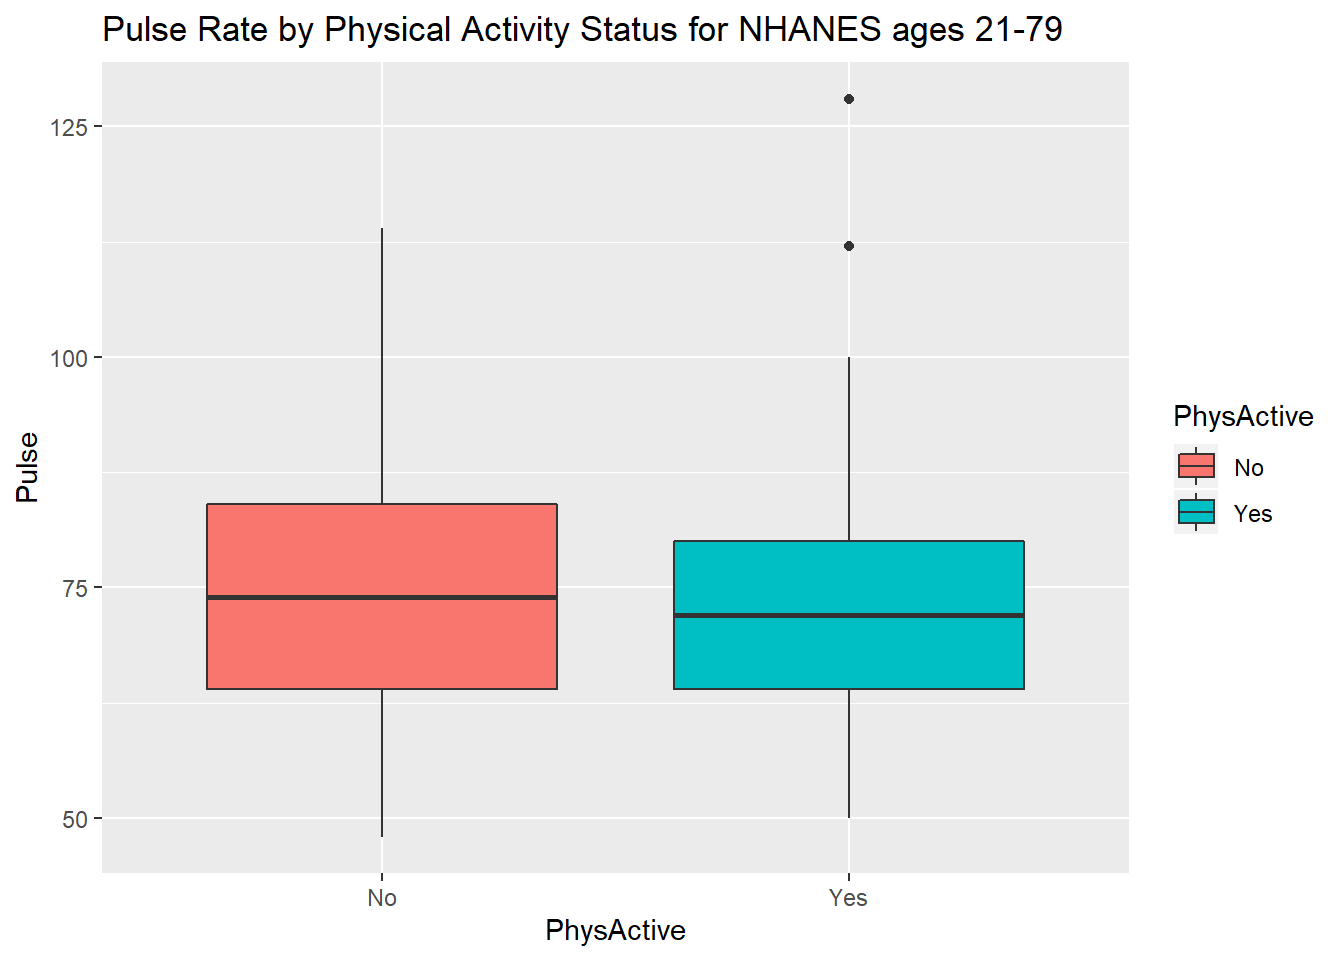 Pulse Rate by Physical Activity Status for NHANES ages 21-79
125
100
75
50
Pulse
No
Yes
PhysActive
PhysActive
No
Yes